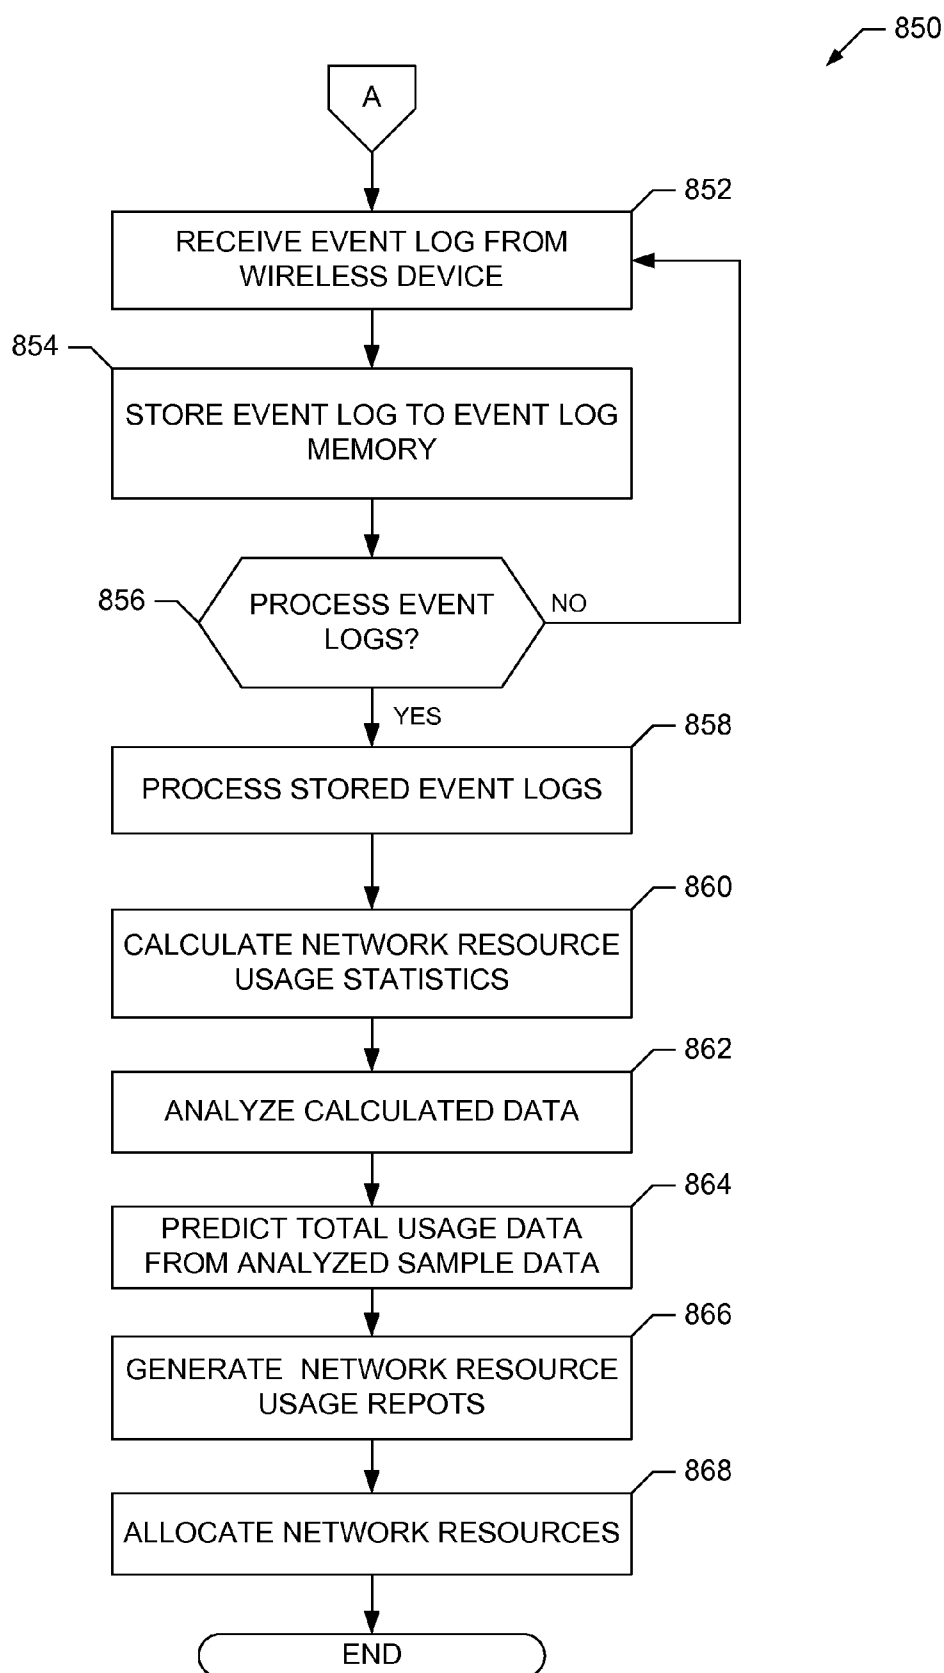 850
A
852
RECEIVE EVENT LOG FROM
WIRELESS DEVICE
854
STORE EVENT LOG TO EVENT LOG
MEMORY
856
PROCESS EVENT
LOGS?
NO
YES
858
PROCESS STORED EVENT LOGS
860
CALCULATE NETWORK RESOURCE
USAGE STATISTICS
862
ANALYZE CALCULATED DATA
864
PREDICT TOTAL USAGE DATA
FROM ANALYZED SAMPLE DATA
866
GENERATE NETWORK RESOURCE
USAGE REPOTS
868
ALLOCATE NETWORK RESOURCES
END